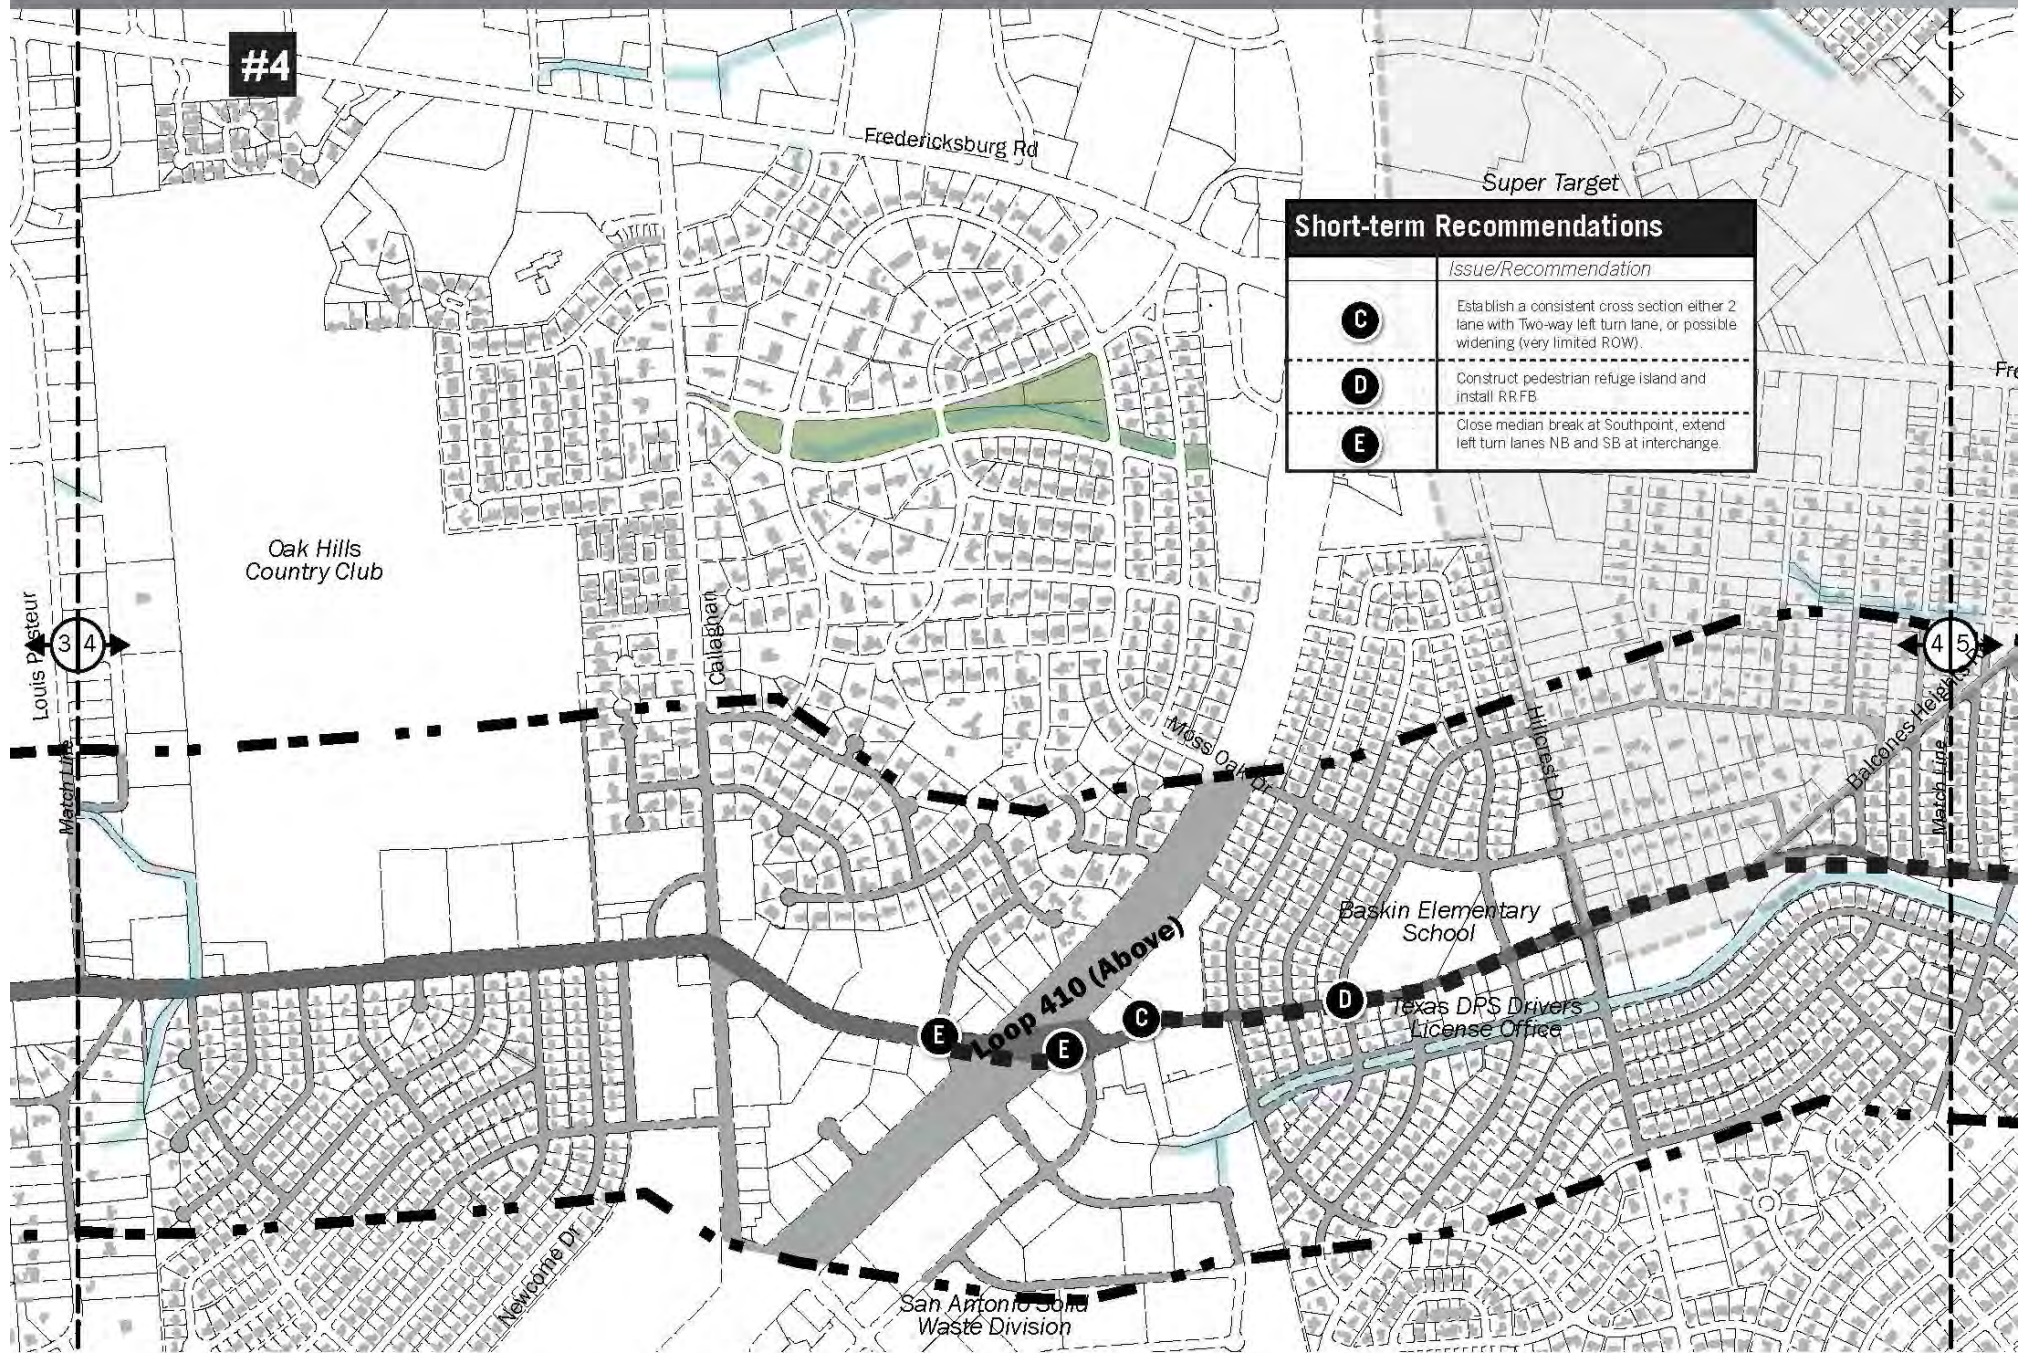 #4
Fredericksburg Rd
Super Target
Short-term Recommendations
Issue/Recommendation
C
Establish a consistent cross section either 2
lane with Two-way left turn lane, or possible
widening (very limited ROW).
D
Construct pedestrian refuge island and
install RRFB
E
Close median break at Southpoint, extend
left turn lanes NB and SB at interchange.
Fre
Oak Hills
Country Club
Louis Pasteur
3 4
Match Line
Callaghan
Moss Oak Dr
Hillcrest Dr
Balcones Heights
4 5
Match Line
Baskin Elementary
School
Loop 410 (Above)
E
E
C
D
Texas DPS Drivers
License Office
Newcome Dr
San Antonio Solid
Waste Division